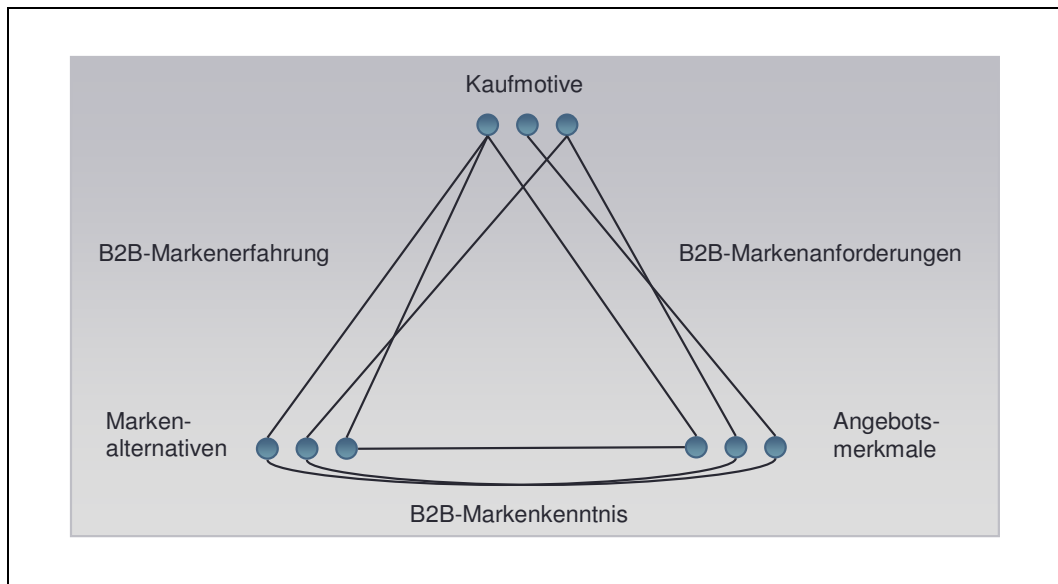 Kaufmotive
B2B-Markenerfahrung
B2B-Markenanforderungen
Marken-
alternativen
Angebots-
merkmale
B2B-Markenkenntnis